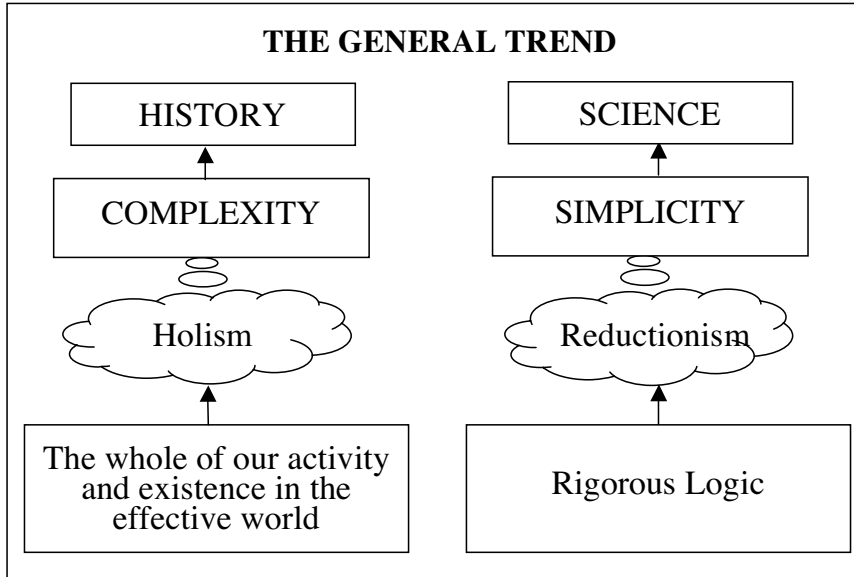 THE GENERAL TREND
HISTORY
SCIENCE
COMPLEXITY
SIMPLICITY
Holism
Reductionism
The whole of our activity
and existence in the
effective world
Rigorous Logic